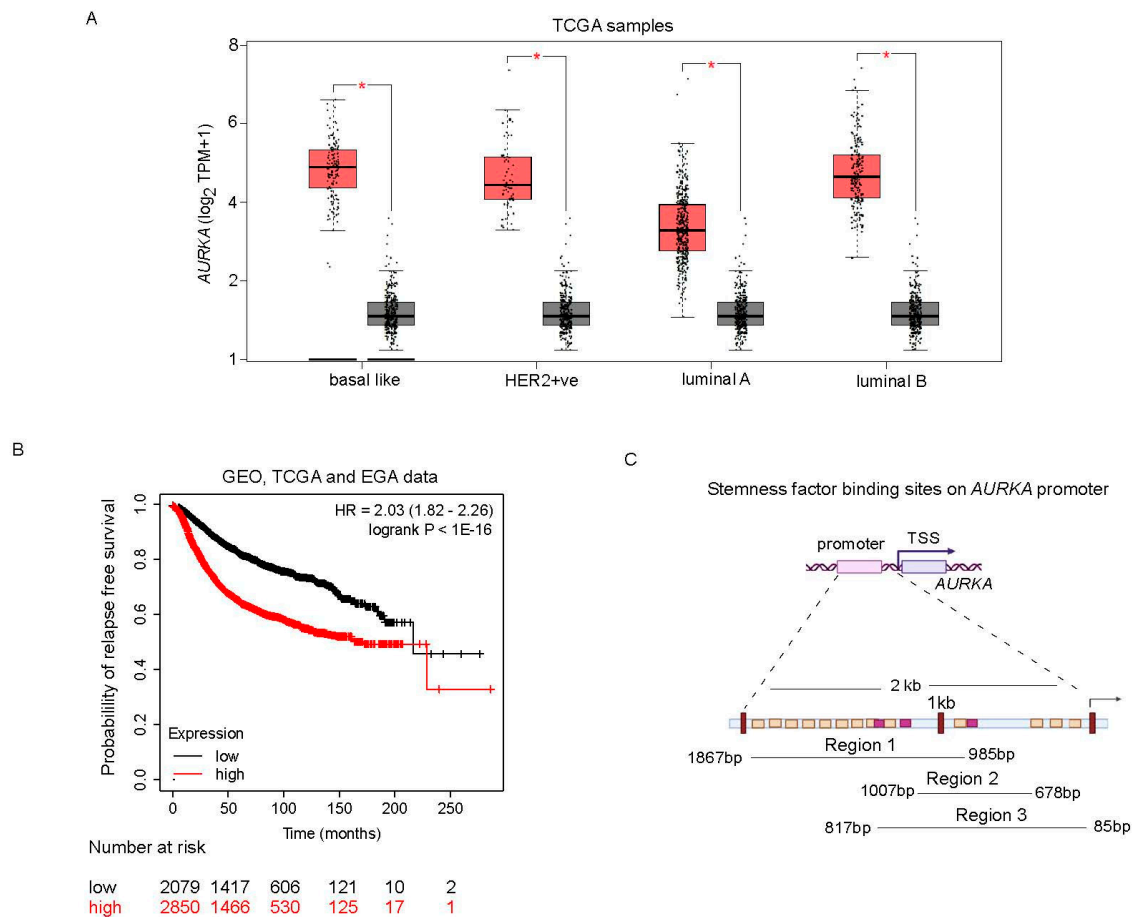 A
TCGA samples
AURKA (log2 TPM+1)
8
6
4
2
1
* * * *
basal like HER2+ve luminal A luminal B
B
GEO, TCGA and EGA data
HR = 2.03 (1.82 - 2.26)
logrank P < 1E-16
Probabilility of relapse free survival
1.0
0.8
0.6
0.4
0.2
0.0
Expression
low
high
0 50 100 150 200 250
Time (months)
Number at risk
low 2079 1417 606 121 10 2
high 2850 1466 530 125 17 1
C
Stemness factor binding sites on AURKA promoter
promoter TSS
AURKA
2 kb
1kb
Region 1
1867bp 985bp
Region 2
1007bp 678bp
Region 3
817bp 85bp